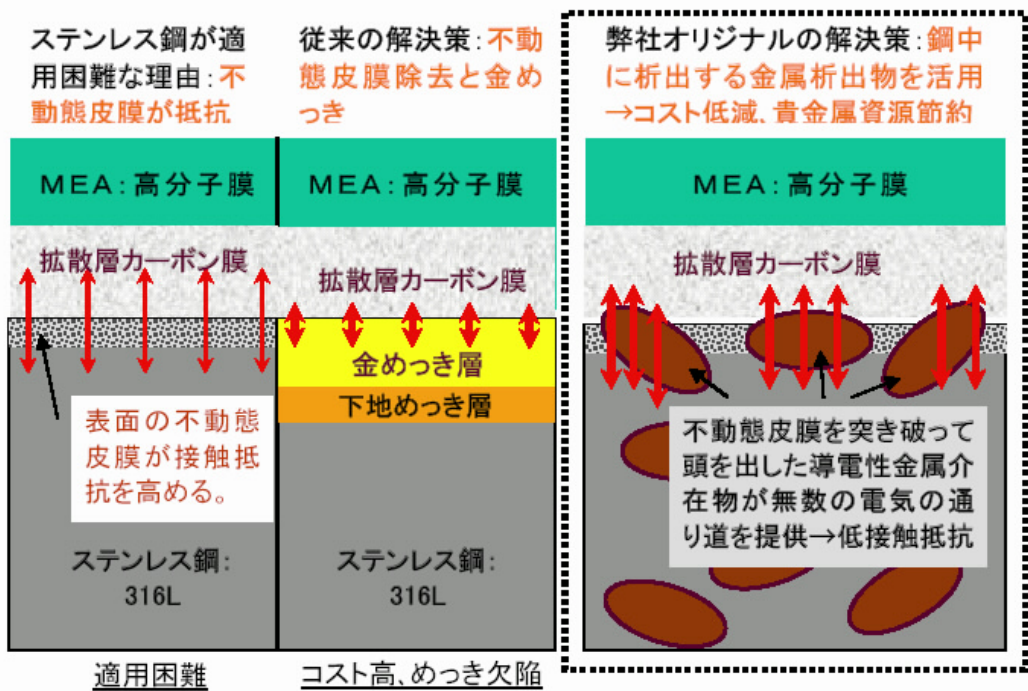 ステンレス鋼が適
用困難な理由:不
動態皮膜が抵抗
従来の解決策:不動
態皮膜除去と金め
っき
弊社オリジナルの解決策:鋼中
に析出する金属析出物を活用
→コスト低減、貴金属資源節約
MEA:高分子膜
MEA:高分子膜
MEA:高分子膜
拡散層カーボン膜
拡散層カーボン膜
拡散層カーボン膜
金めっき層
下地めっき層
表面の不動態
皮膜が接触抵
抗を高める。
不動態皮膜を突き破って
頭を出した導電性金属介
在物が無数の電気の通
り道を提供→低接触抵抗
ステンレス鋼:
316L
ステンレス鋼:
316L
適用困難
コスト高、めっき欠陥